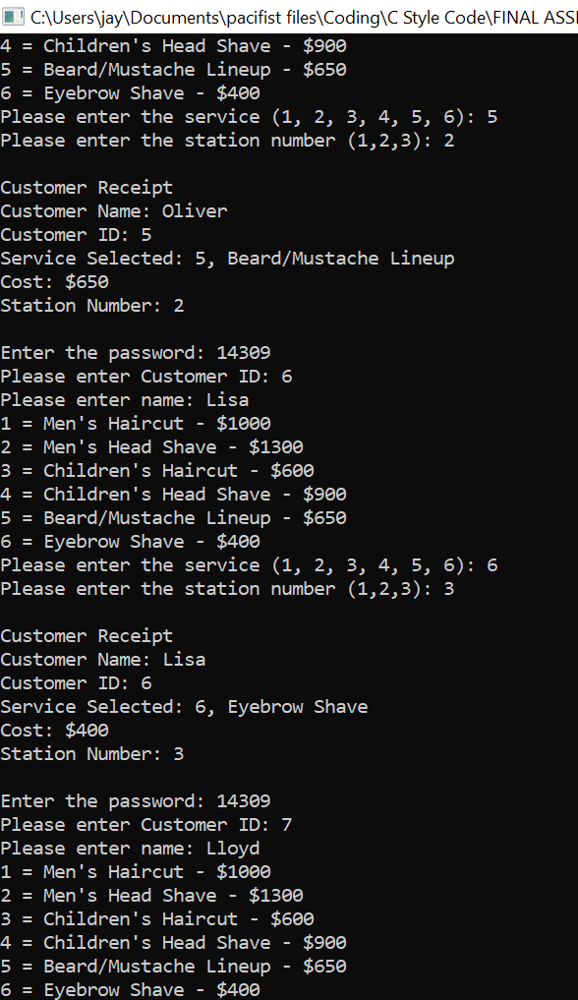 C:\Users\jay\Documents\pacifist files\Coding\C Style Code\FINAL ASS
4 = Children's Head Shave - $900
5 = Beard/Mustache Lineup - $650
6 = Eyebrow Shave - $400
Please enter the service (1, 2, 3, 4, 5, 6): 5
Please enter the station number (1,2,3): 2
Customer Receipt
Customer Name: Oliver
Customer ID: 5
Service Selected: 5, Beard/Mustache Lineup
Cost: $650
Station Number: 2
Enter the password: 14309
Please enter Customer ID: 6
Please enter name: Lisa
1 = Men's Haircut - $1000
2 = Men's Head Shave - $1300
3 = Children's Haircut - $600
4 = Children's Head Shave - $900
5 = Beard/Mustache Lineup - $650
6 = Eyebrow Shave - $400
Please enter the service (1, 2, 3, 4, 5, 6): 6
Please enter the station number (1,2,3): 3
Customer Receipt
Customer Name: Lisa
Customer ID: 6
Service Selected: 6, Eyebrow Shave
Cost: $400
Station Number: 3
Enter the password: 14309
Please enter Customer ID: 7
Please enter name: Lloyd
1 = Men's Haircut - $1000
2 = Men's Head Shave - $1300
3 = Children's Haircut - $600
4 = Children's Head Shave - $900
5 = Beard/Mustache Lineup - $650
6 = Eyebrow Shave - $400